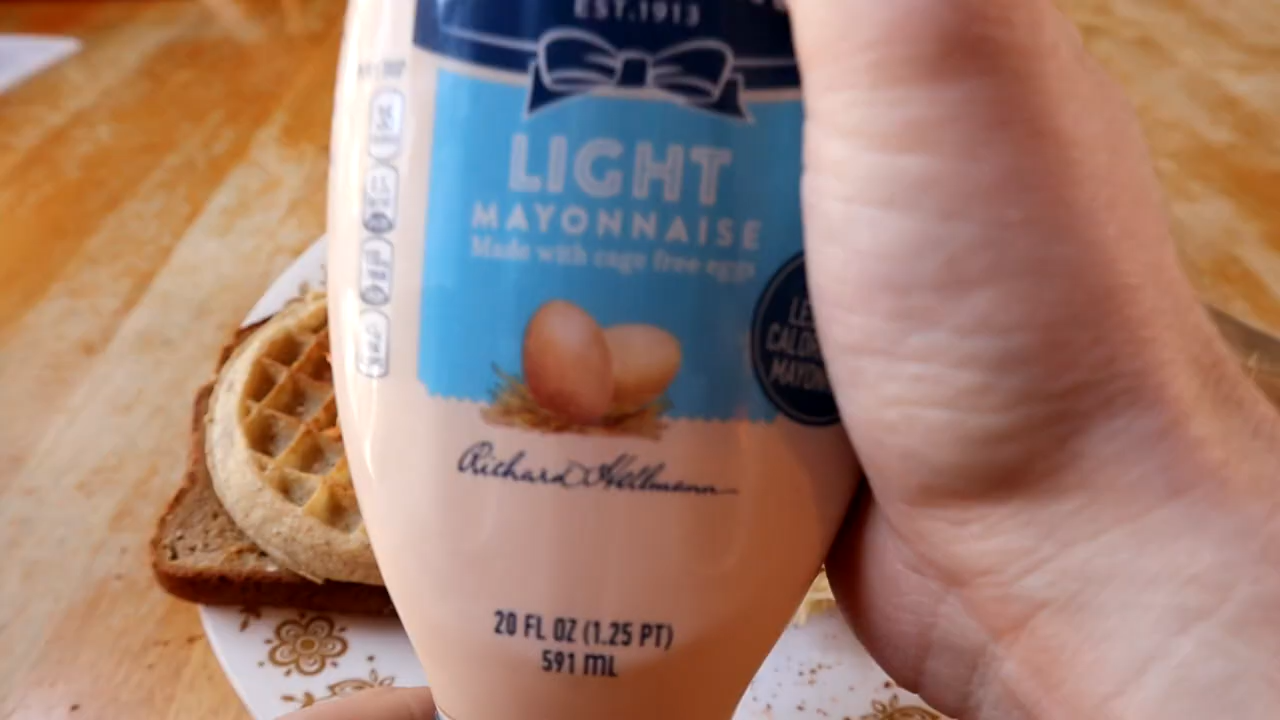 EST.1913
LIGHT
MAYONNAISE
Made with cage free eggs
Richard Hellmann
20 FL OZ (1.25 PT)
591 mL